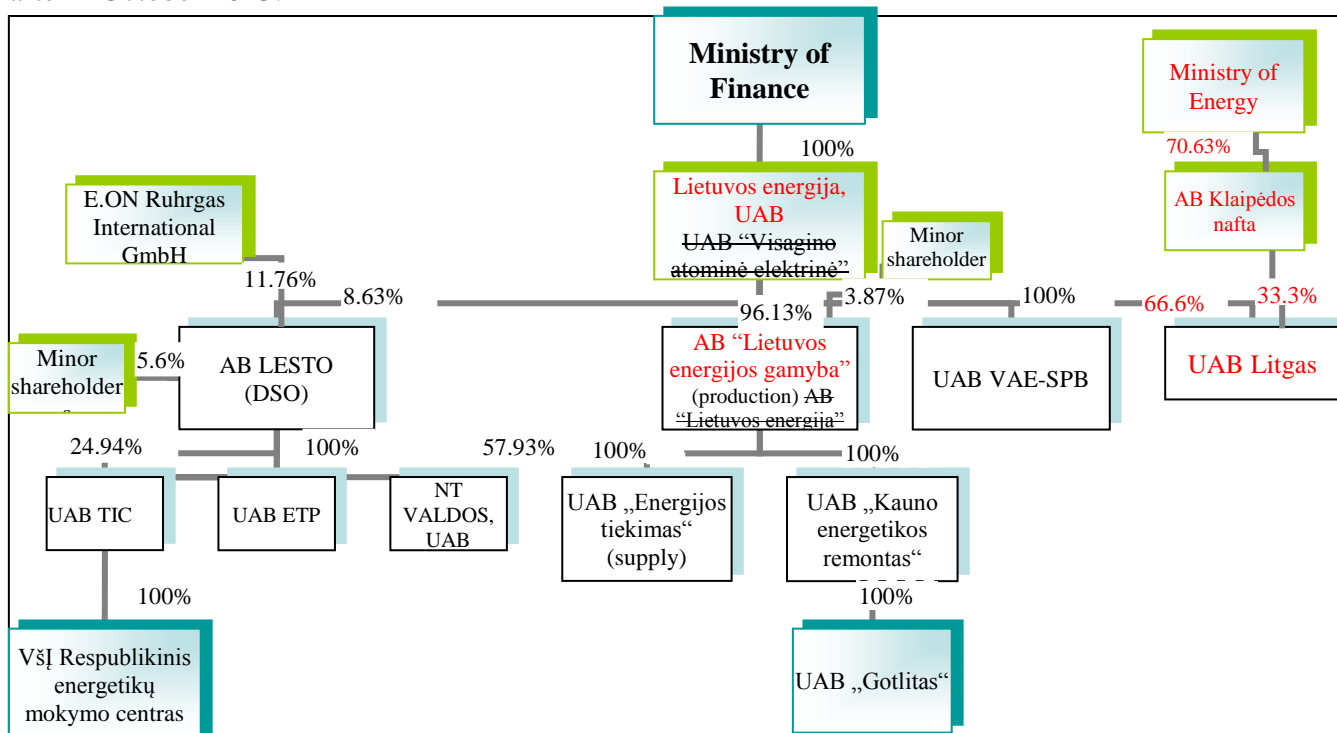 Ministry of
Finance
Ministry of
Energy
100%
70.63%
E.ON Ruhrgas
International
GmbH
Lietuvos energija,
UAB
UAB “Visagino
atominė elektrinė”
Minor
shareholder
AB Klaipėdos
nafta
11.76%
8.63%
96.13%
3.87%
100%
66.6%
33.3%
Minor
shareholder
5.6%
AB LESTO
(DSO)
AB “Lietuvos
energijos gamyba”
(production) AB
“Lietuvos energija”
UAB VAE-SPB
UAB Litgas
24.94%
100%
57.93%
100%
100%
UAB TIC
UAB ETP
NT
VALDOS,
UAB
UAB „Energijos
tiekimas“
(supply)
UAB „Kauno
energetikos
remontas“
100%
100%
VšĮ Respublikinis
energetikų
mokymo centras
UAB „Gotlitas“